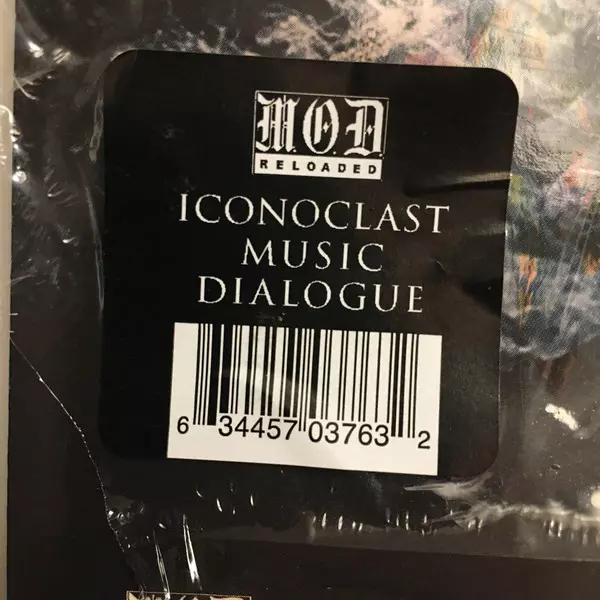 M.O.D.
RELOADED
ICONOCLAST
MUSIC
DIALOGUE
6 34457 03763 2